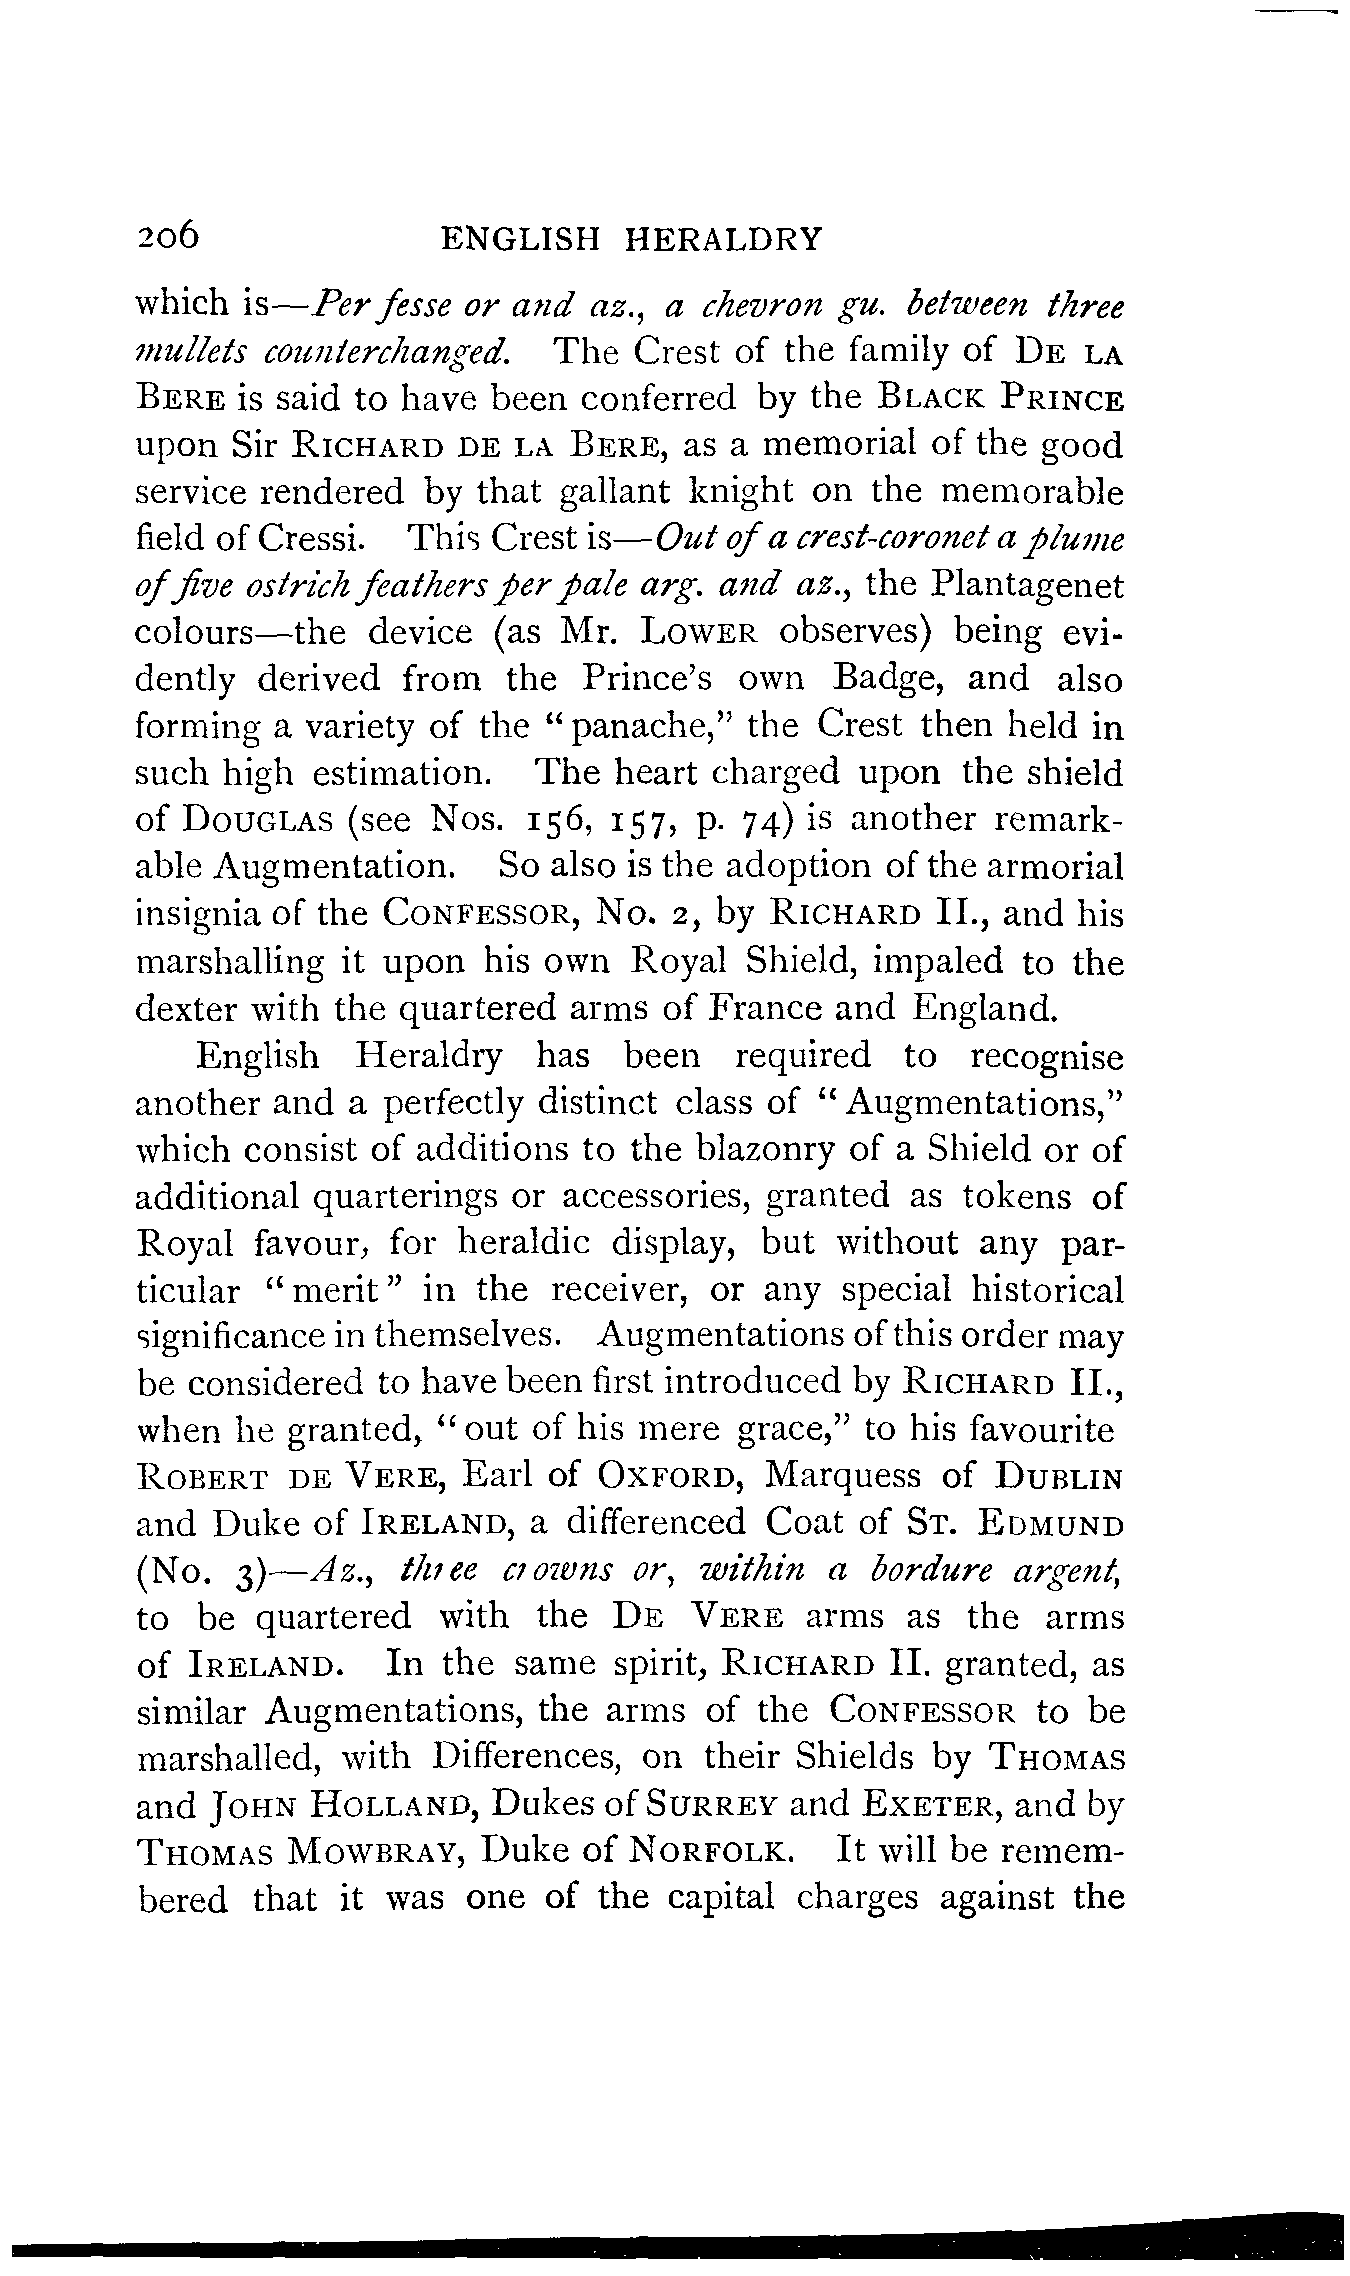 206 ENGLISH HERALDRY
which is—Per fesse or and az., a chevron gu. between three
mullets counterchanged. The Crest of the family of DE LA
BERE is said to have been conferred by the BLACK PRINCE
upon Sir RICHARD DE LA BERE, as a memorial of the good
service rendered by that gallant knight on the memorable
field of Cressi. This Crest is—Out of a crest-coronet a plume
of five ostrich feathers per pale arg. and az., the Plantagenet
colours—the device (as Mr. LOWER observes) being evi-
dently derived from the Prince's own Badge, and also
forming a variety of the "panache," the Crest then held in
such high estimation. The heart charged upon the shield
of DOUGLAS (see Nos. 156, 157, p. 74) is another remark-
able Augmentation. So also is the adoption of the armorial
insignia of the CONFESSOR, No. 2, by RICHARD II., and his
marshalling it upon his own Royal Shield, impaled to the
dexter with the quartered arms of France and England.
English Heraldry has been required to recognise
another and a perfectly distinct class of "Augmentations,"
which consist of additions to the blazonry of a Shield or of
additional quarterings or accessories, granted as tokens of
Royal favour, for heraldic display, but without any par-
ticular "merit" in the receiver, or any special historical
significance in themselves. Augmentations of this order may
be considered to have been first introduced by RICHARD II.,
when he granted, "out of his mere grace," to his favourite
ROBERT DE VERE, Earl of OXFORD, Marquess of DUBLIN
and Duke of IRELAND, a differenced Coat of ST. EDMUND
(No. 3)—Az., three crowns or, within a bordure argent,
to be quartered with the DE VERE arms as the arms
of IRELAND. In the same spirit, RICHARD II. granted, as
similar Augmentations, the arms of the CONFESSOR to be
marshalled, with Differences, on their Shields by THOMAS
and JOHN HOLLAND, Dukes of SURREY and EXETER, and by
THOMAS MOWBRAY, Duke of NORFOLK. It will be remem-
bered that it was one of the capital charges against the